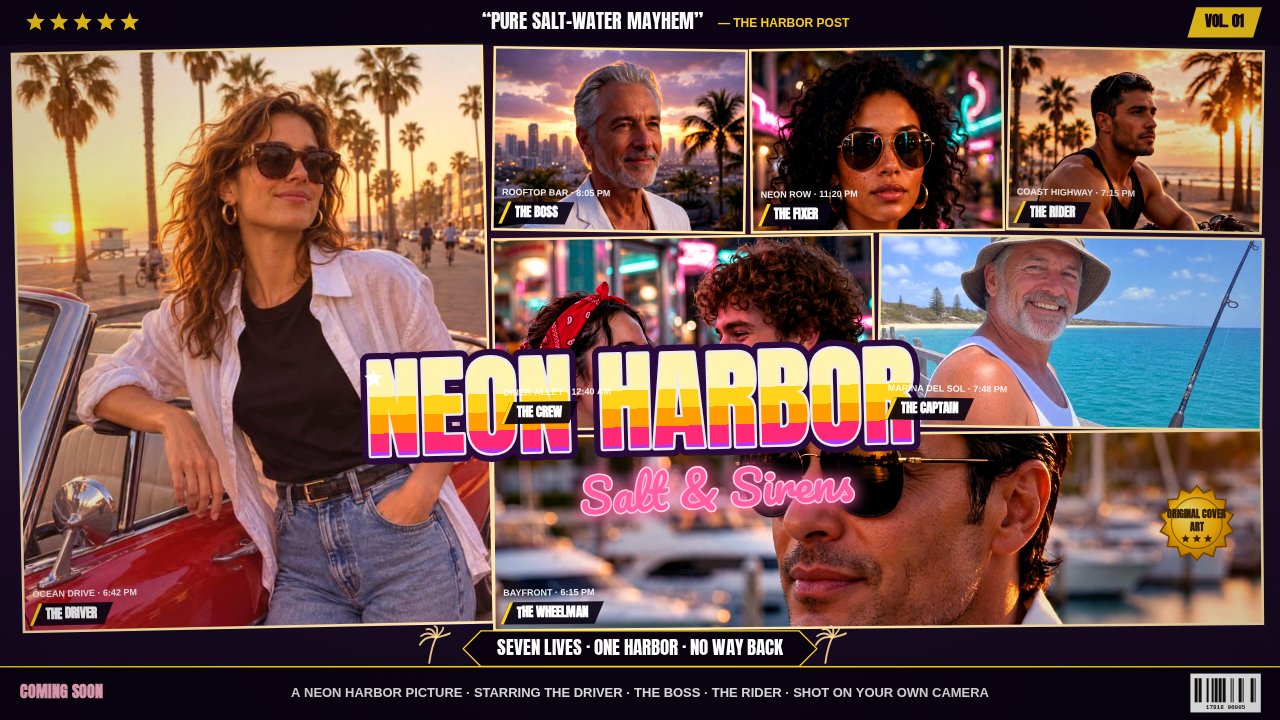 “PURE SALT-WATER MAYHEM” — THE HARBOR POST
VOL. 01
ROOFTOP BAR · 8:05 PM
THE BOSS
NEON ROW · 11:20 PM
THE FIXER
COAST HIGHWAY · 7:15 PM
THE RIDER
DINER ALLEY · 12:40 AM
THE CREW
MARINA DEL SOL · 7:48 PM
THE CAPTAIN
NEON HARBOR
Salt & Sirens
ORIGINAL COVER
ART
OCEAN DRIVE · 6:42 PM
THE DRIVER
BAYFRONT · 6:15 PM
THE WHEELMAN
SEVEN LIVES · ONE HARBOR · NO WAY BACK
COMING SOON
A NEON HARBOR PICTURE · STARRING THE DRIVER · THE BOSS · THE RIDER · SHOT ON YOUR OWN CAMERA
17818 96005